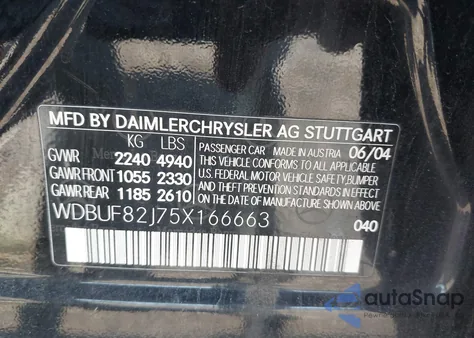 MFD BY DAIMLERCHRYSLER AG STUTTGART
KG LBS
GVWR 2240 4940
GAWR FRONT 1055 2330
GAWR REAR 1185 2610
PASSENGER CAR MADE IN AUSTRIA 06/04
THIS VEHICLE CONFORMS TO ALL APPLICABLE
U.S. FEDERAL MOTOR VEHICLE SAFETY, BUMPER
AND THEFT PREVENTION STANDARDS IN EFFECT
ON THE DATE OF MANUFACTURE SHOWN ABOVE.
WDBUF82J75X166663
040
autoSnap
POWERED BY